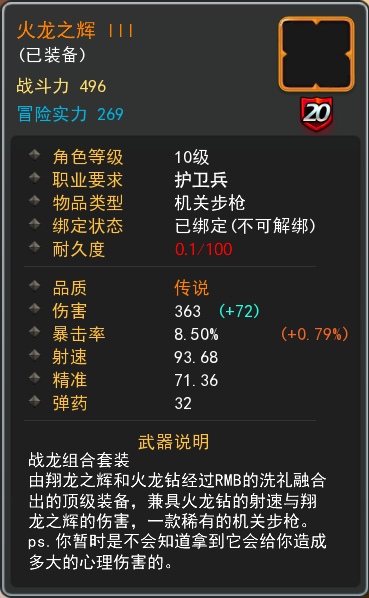 火龙之辉 III
(已装备)
战斗力 496
冒险实力 269
20
角色等级 10级
职业要求 护卫兵
物品类型 机关步枪
绑定状态 已绑定(不可解绑)
耐久度 0.1/100
品质 传说
伤害 363 (+72)
暴击率 8.50% (+0.79%)
射速 93.68
精准 71.36
弹药 32
武器说明
战龙组合套装
由翔龙之辉和火龙钻经过RMB的洗礼融合
出的顶级装备，兼具火龙钻的射速与翔
龙之辉的伤害，一款稀有的机关步枪。
ps.你暂时是不会知道拿到它会给你造成
多大的心理伤害的。